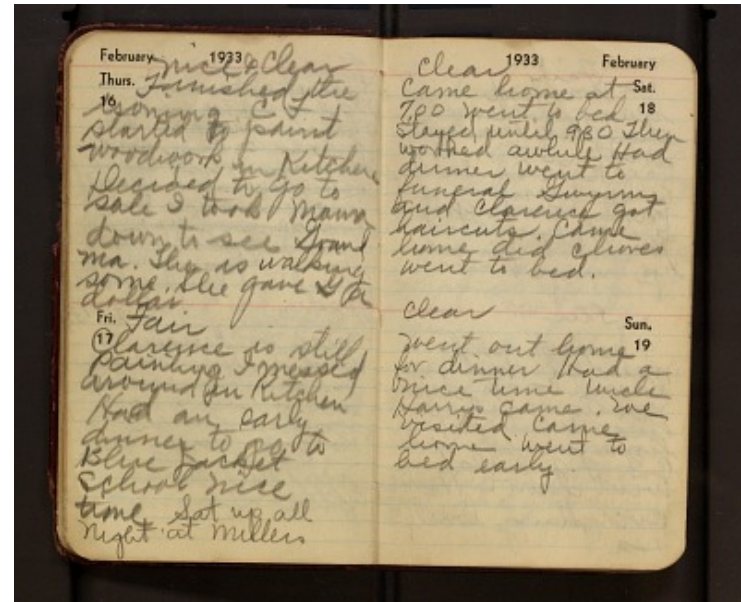 February 1933
nice & Clear
Thurs.
Finished the
16
ironing. C
started to paint
woodwork in Kitchen
Decided to go to
sale I took Mama
down to see Grand
ma. She is walking
some. She gave
dollar
Fri.
Fair
17
Clarence is still
painting I messed
around in Kitchen
Had an early
dinner to go to
Blue Jacket
School nice
time Sat up all
Night at Millers
1933 February
Clear
Sat.
Came home at
18
7.00 went to bed
stayed until 9.30 Then
worked awhile Had
dinner went to
funeral
and Clarence got
haircuts. Came
home did chores
went to bed.
Clear
Sun.
19
Went out home
for dinner Had a
nice time Uncle
Harrys came. We
visited Came
home went to
bed early